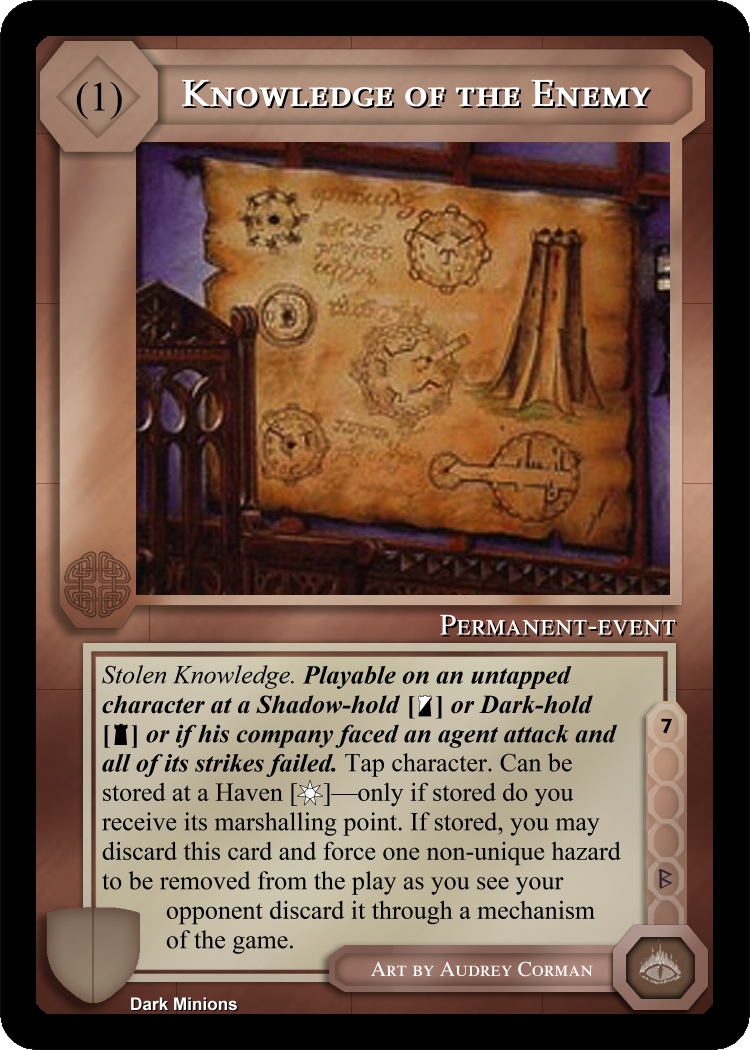 (1)
Knowledge of the Enemy
Permanent-event
Stolen Knowledge. Playable on an untapped
character at a Shadow-hold [] or Dark-hold
[] or if his company faced an agent attack and
all of its strikes failed. Tap character. Can be
stored at a Haven []—only if stored do you
receive its marshalling point. If stored, you may
discard this card and force one non-unique hazard
to be removed from the play as you see your
opponent discard it through a mechanism
of the game.
7
Art by Audrey Corman
Dark Minions